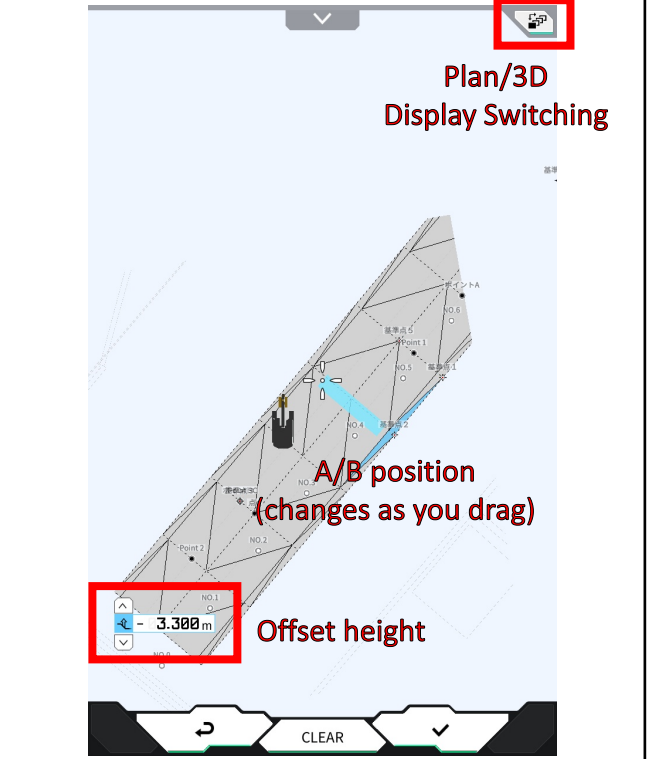 Plan/3D
Display Switching
基準
ポイントA
NO.6
基準点5
Point 1
NO.5
基準点1
NO.4
基準点2
A/B position
NO.3
(changes as you drag)
NO.2
Point 2
NO.1
- 3.300 m
Offset height
NO.0
CLEAR